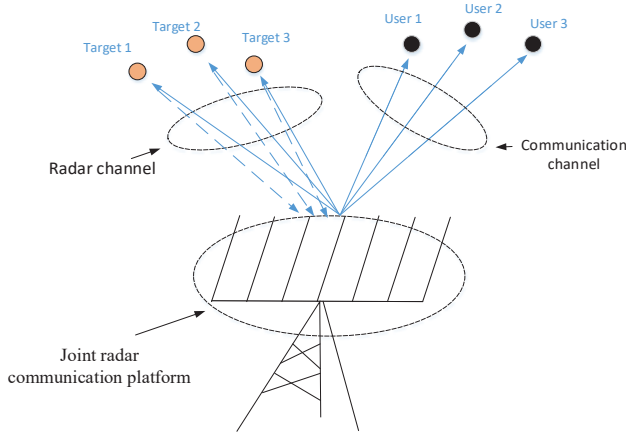 Target 1
Target 2
Target 3
User 1
User 2
User 3
Radar channel
Communication
channel
Joint radar
communication platform